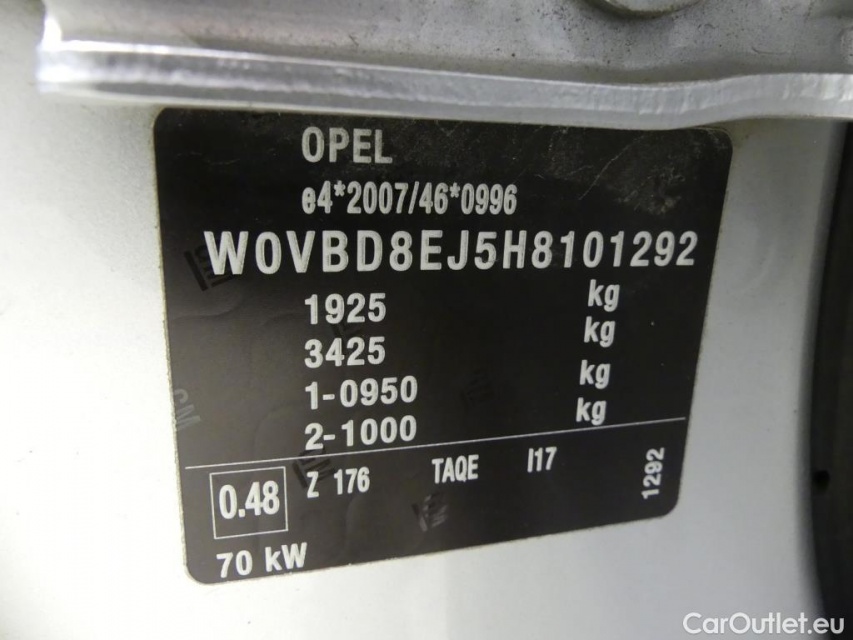 OPEL
e4*2007/46*0996
W0VBD8EJ5H8101292
1925 kg
3425 kg
1-0950 kg
2-1000 kg
0.48 Z 176 TAQE I17 1292
70 kW
GM
CarOutlet.eu